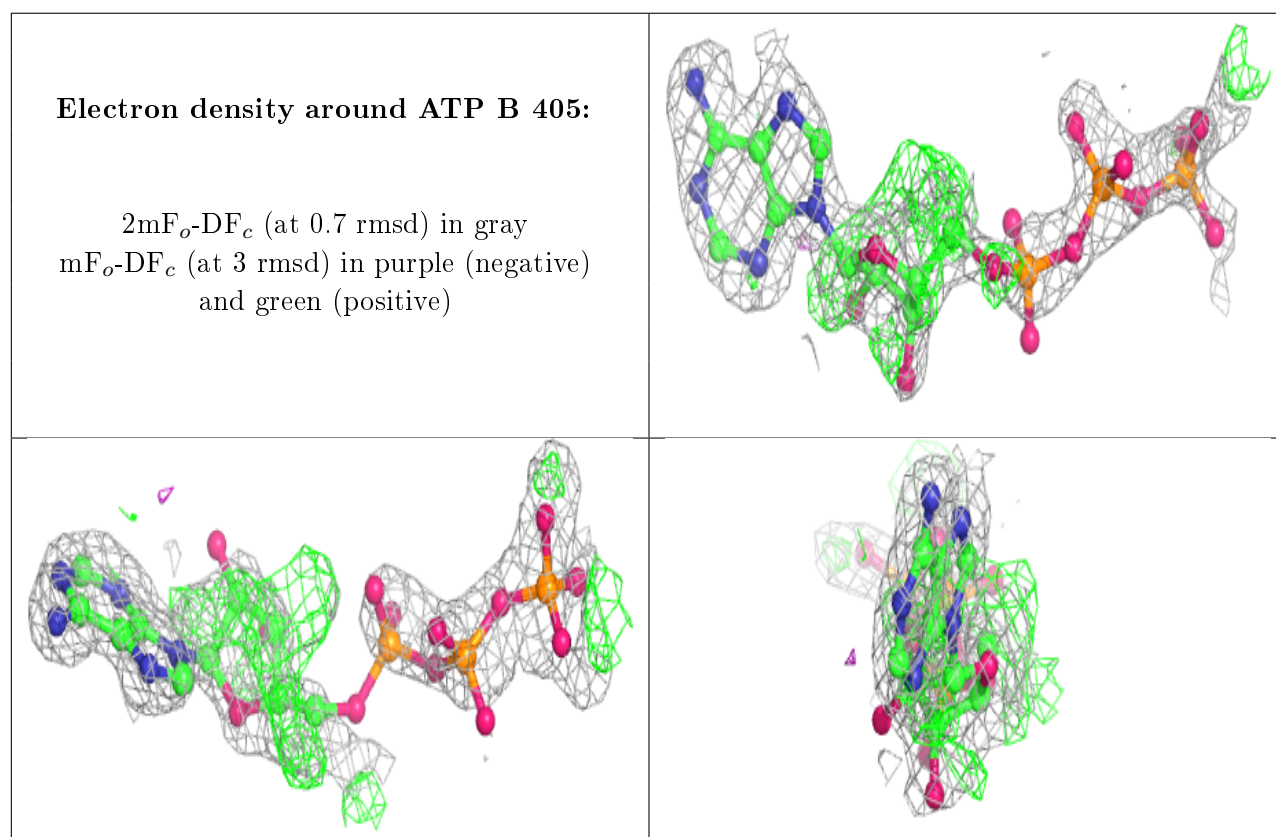 Electron density around ATP B 405:
2mFo-DFc (at 0.7 rmsd) in gray
mFo-DFc (at 3 rmsd) in purple (negative)
and green (positive)